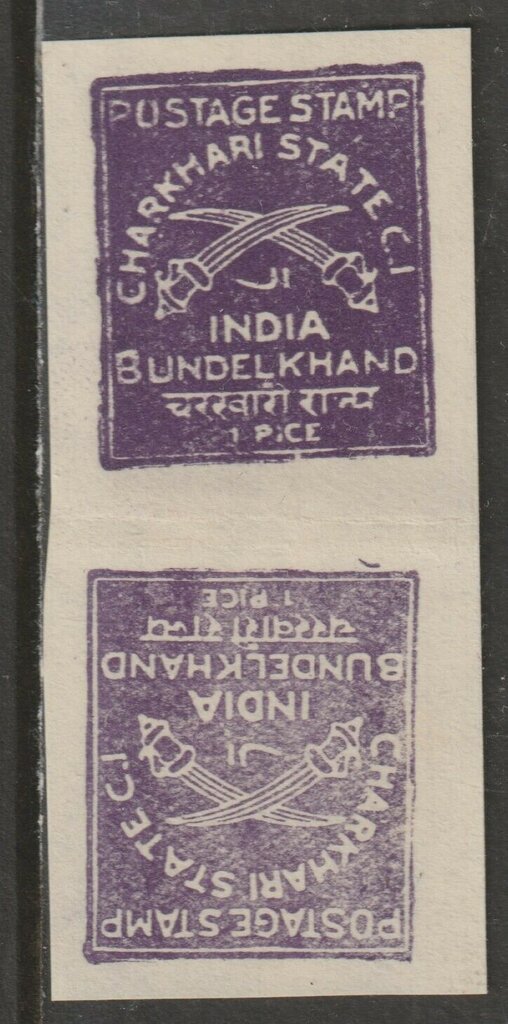 POSTAGE STAMP
CHARKHARI STATE C.I
INDIA
BUNDELKHAND
चरखारी राज्य
1 PICE
1 PICE
चरखारी राज्य
BUNDELKHAND
INDIA
CHARKHARI STATE C.I
POSTAGE STAMP